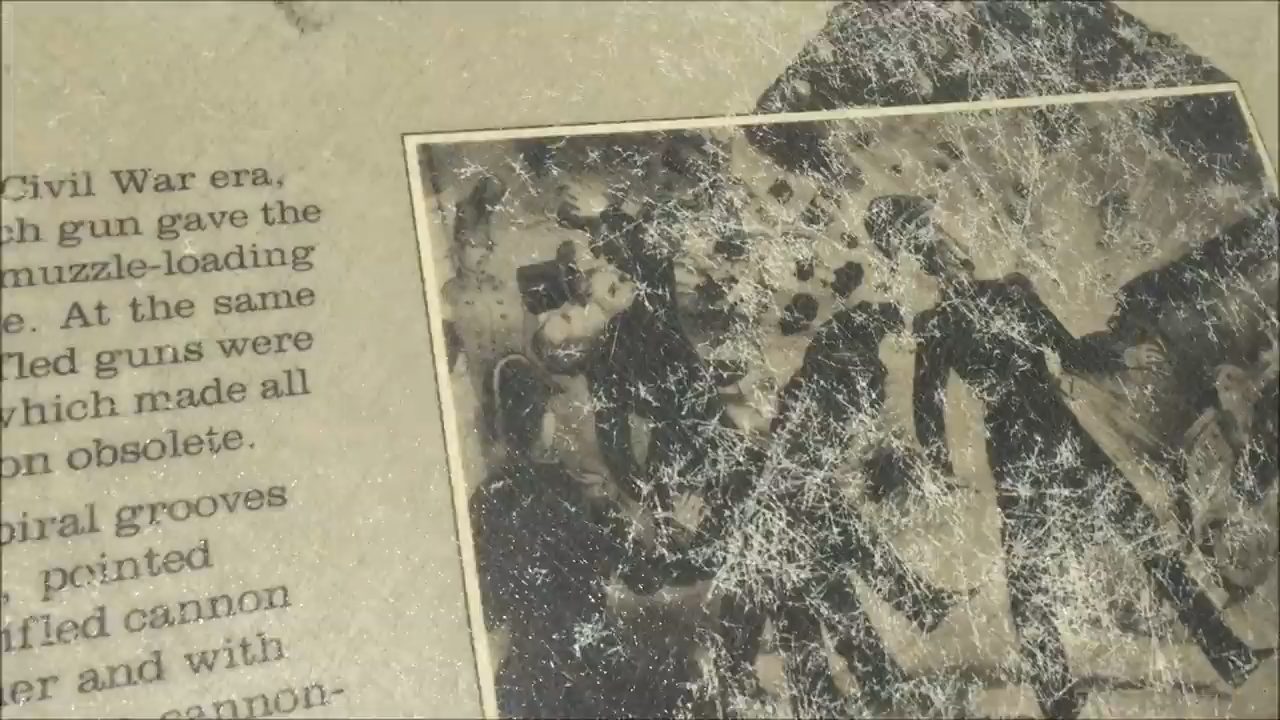 Civil War era,
ch gun gave the
muzzle-loading
e. At the same
fled guns were
which made all
on obsolete.
piral grooves
, pointed
ifled cannon
er and with
cannon-